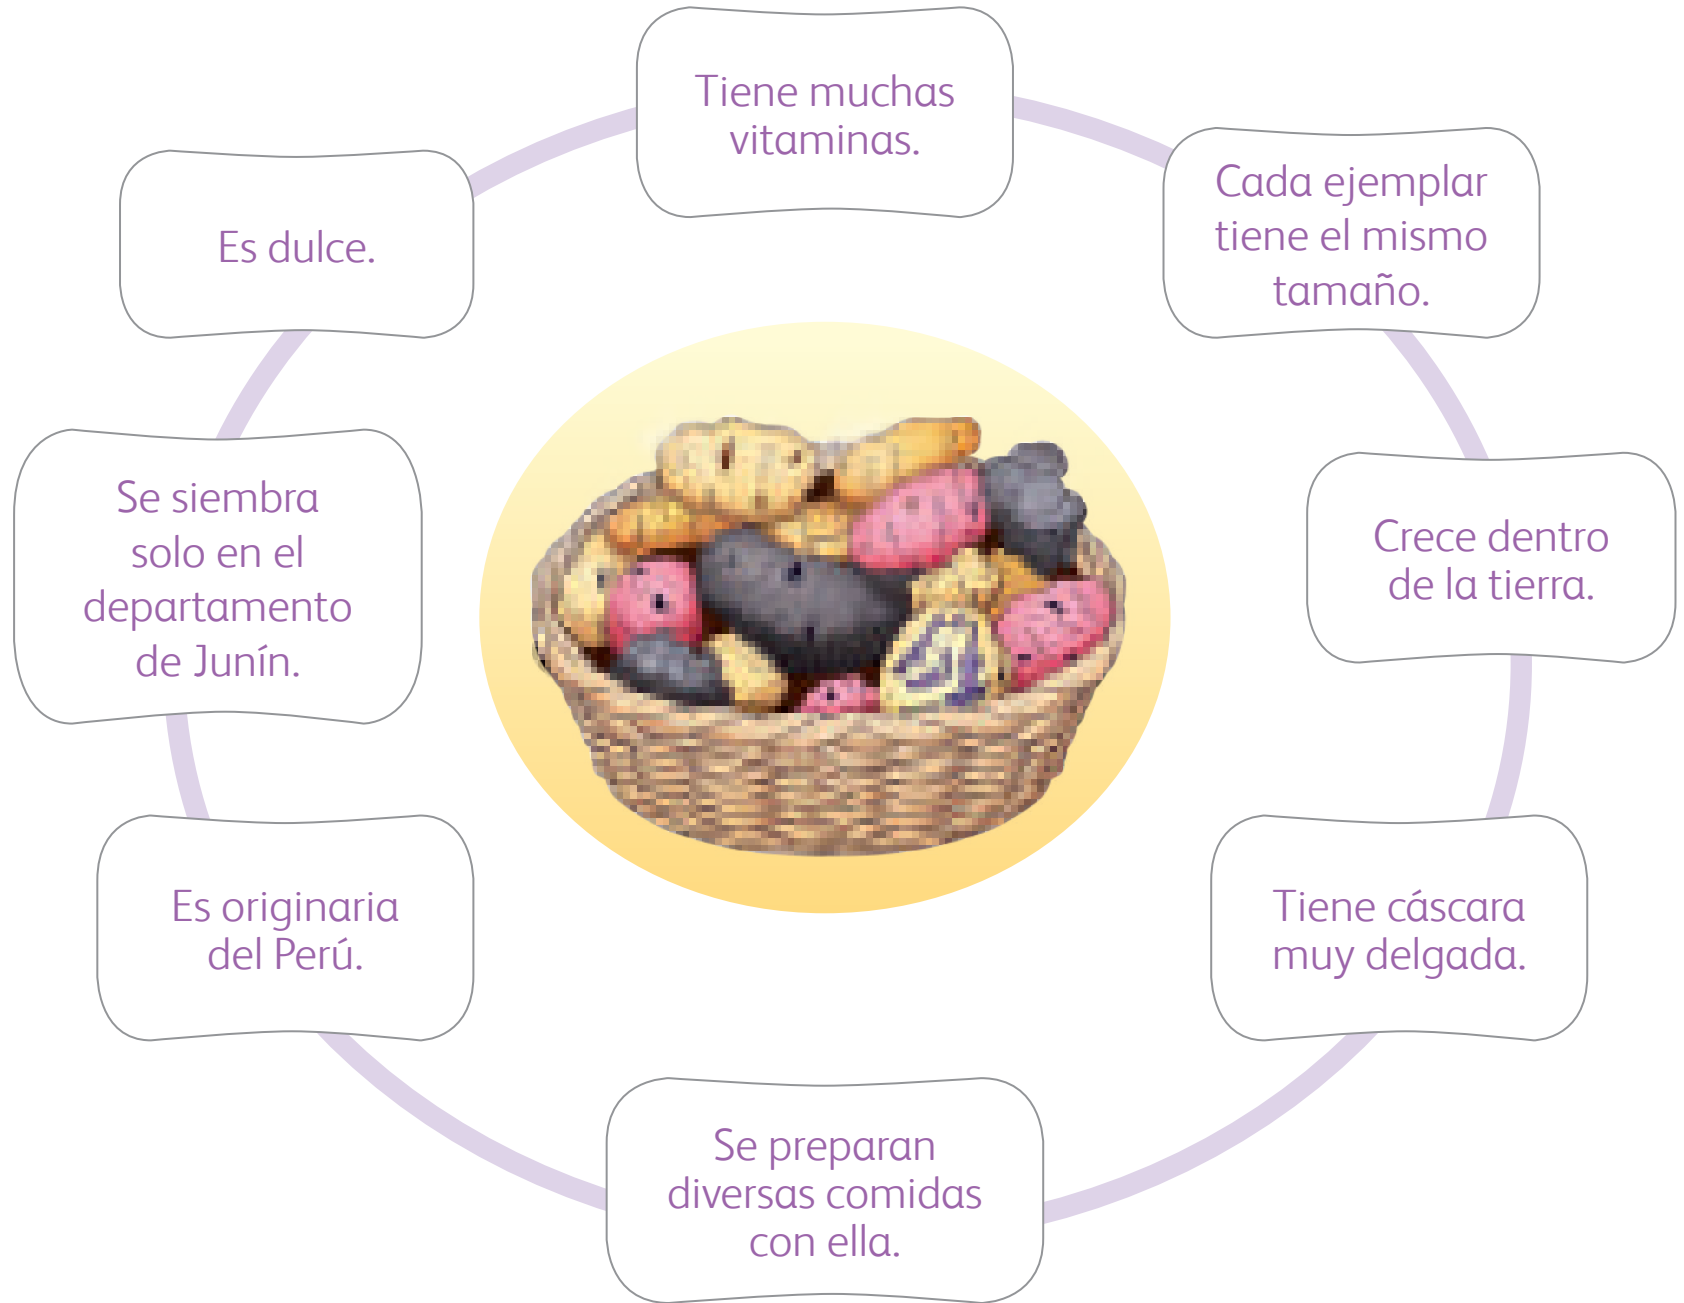 Tiene muchas
vitaminas.
Cada ejemplar
tiene el mismo
tamaño.
Crece dentro
de la tierra.
Tiene cáscara
muy delgada.
Se preparan
diversas comidas
con ella.
Es originaria
del Perú.
Se siembra
solo en el
departamento
de Junín.
Es dulce.